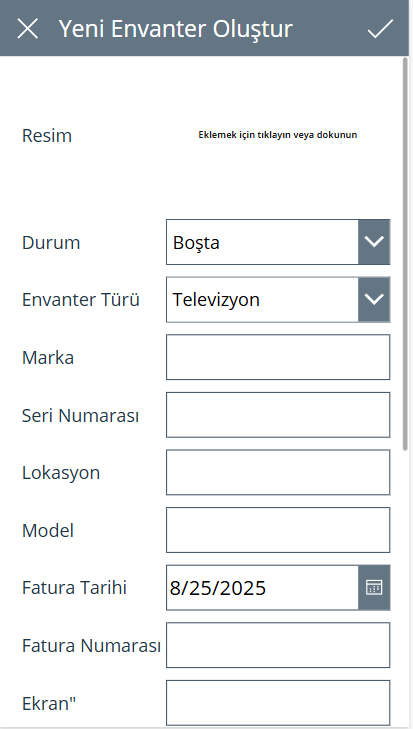 Yeni Envanter Oluştur
Resim
Eklemek için tıklayın veya dokunun
Durum
Boşta
Envanter Türü
Televizyon
Marka
Seri Numarası
Lokasyon
Model
Fatura Tarihi
8/25/2025
Fatura Numarası
Ekran"